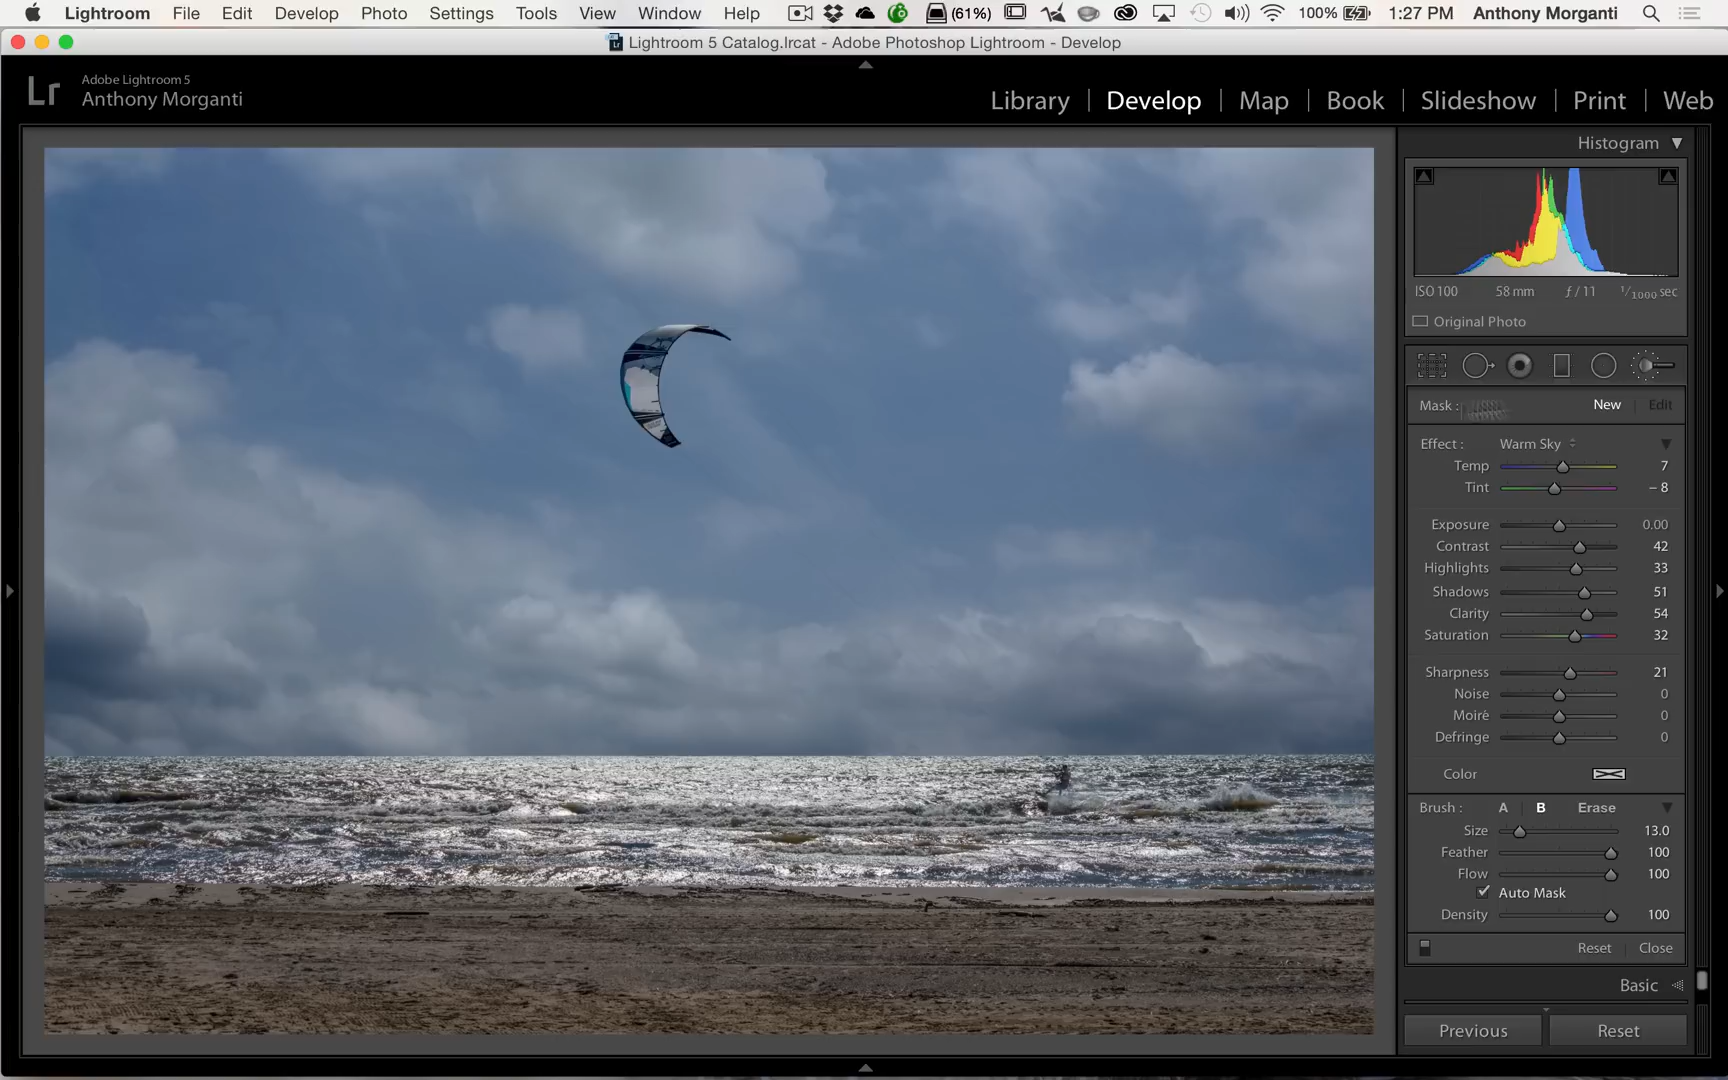 Lightroom File Edit Develop Photo Settings Tools View Window Help (61%) 100% 1:27 PM Anthony Morganti
Lightroom 5 Catalog.lrcat - Adobe Photoshop Lightroom - Develop
Lr
Adobe Lightroom 5
Anthony Morganti
Library | Develop | Map | Book | Slideshow | Print | Web
Histogram
ISO 100 58 mm f / 11 1/1000 sec
Original Photo
Mask : New Edit
Effect : Warm Sky
Temp 7
Tint – 8
Exposure 0.00
Contrast 42
Highlights 33
Shadows 51
Clarity 54
Saturation 32
Sharpness 21
Noise 0
Moiré 0
Defringe 0
Color
Brush : A B Erase
Size 13.0
Feather 100
Flow 100
Auto Mask
Density 100
Reset Close
Basic
Previous Reset